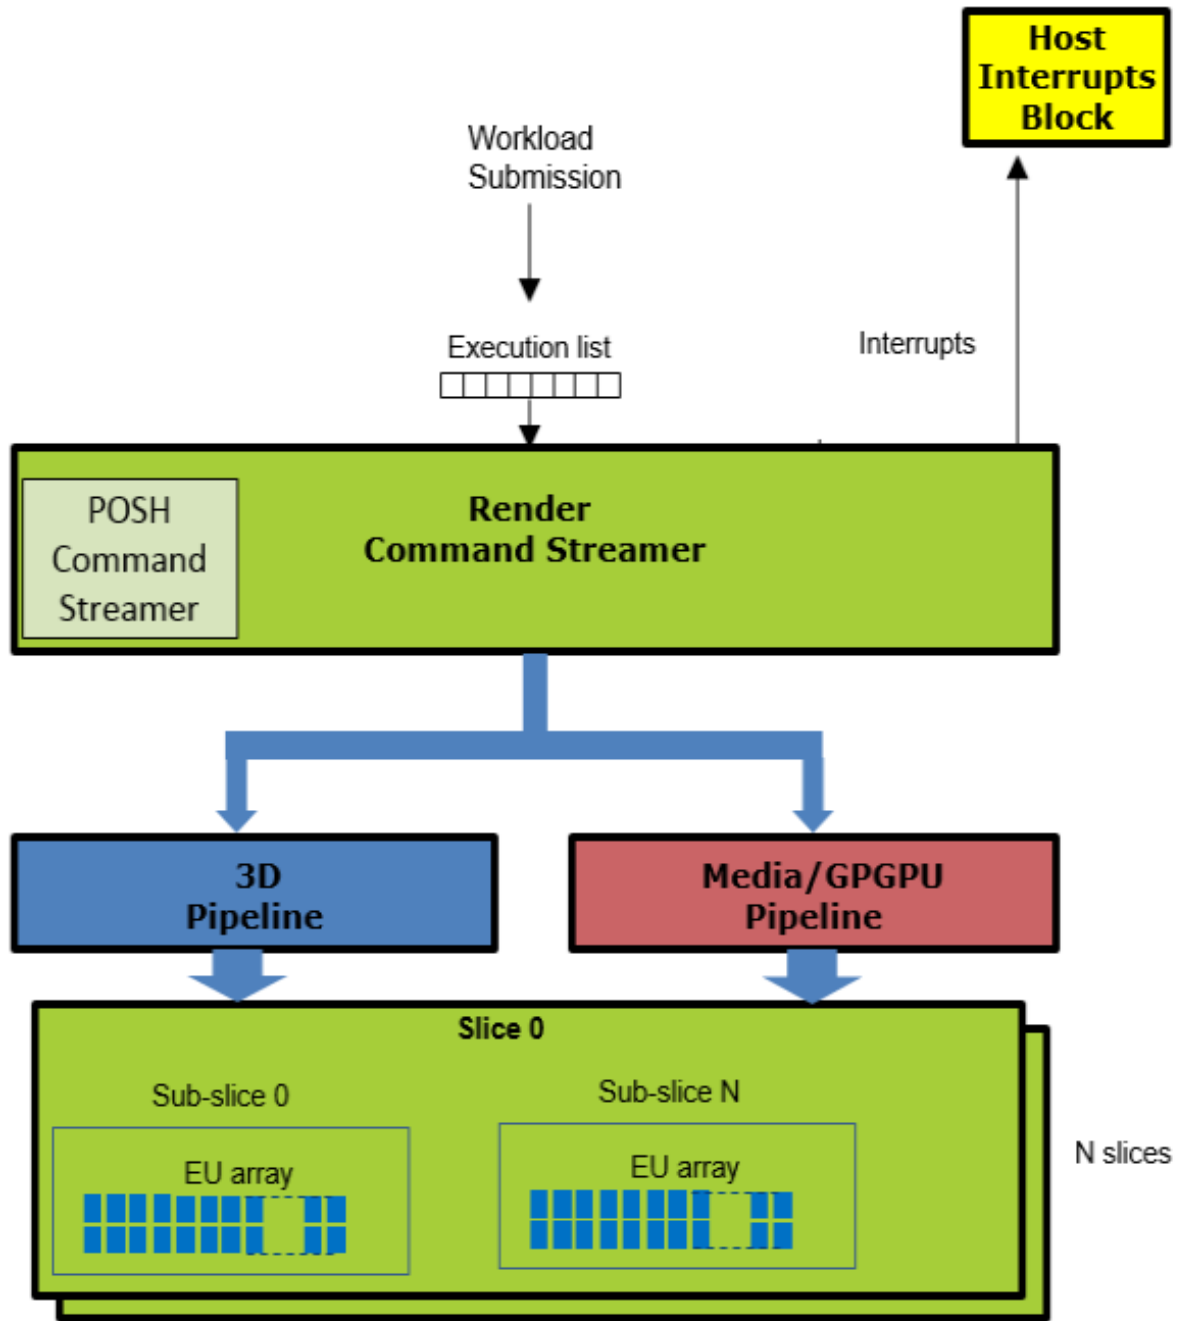 Host
Interrupts
Block
Workload
Submission
Execution list
Interrupts
POSH
Command
Streamer
Render
Command Streamer
3D
Pipeline
Media/GPGPU
Pipeline
Slice 0
Sub-slice 0
Sub-slice N
EU array
EU array
N slices